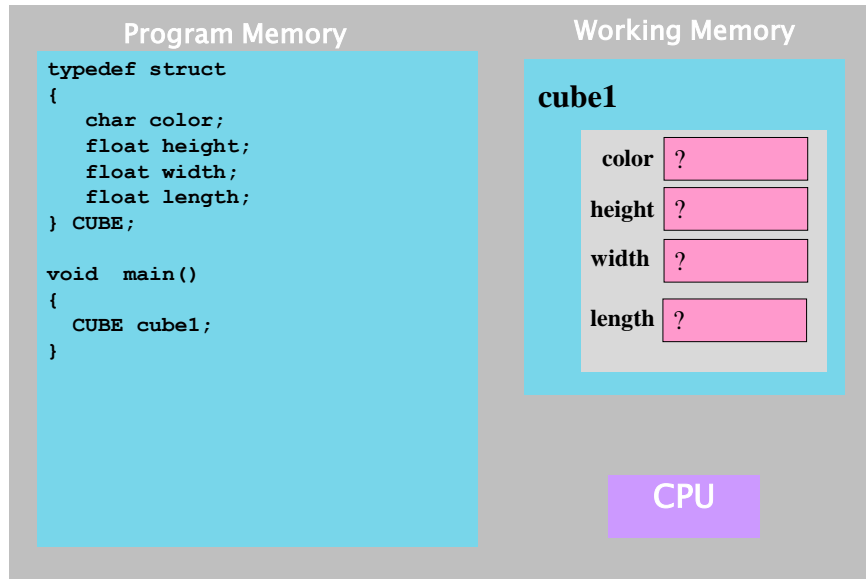 Program Memory
typedef struct
{
   char color;
   float height;
   float width;
   float length;
} CUBE;
void  main()
{
  CUBE cube1;
}
Working Memory
cube1
color ?
height ?
width ?
length ?
CPU